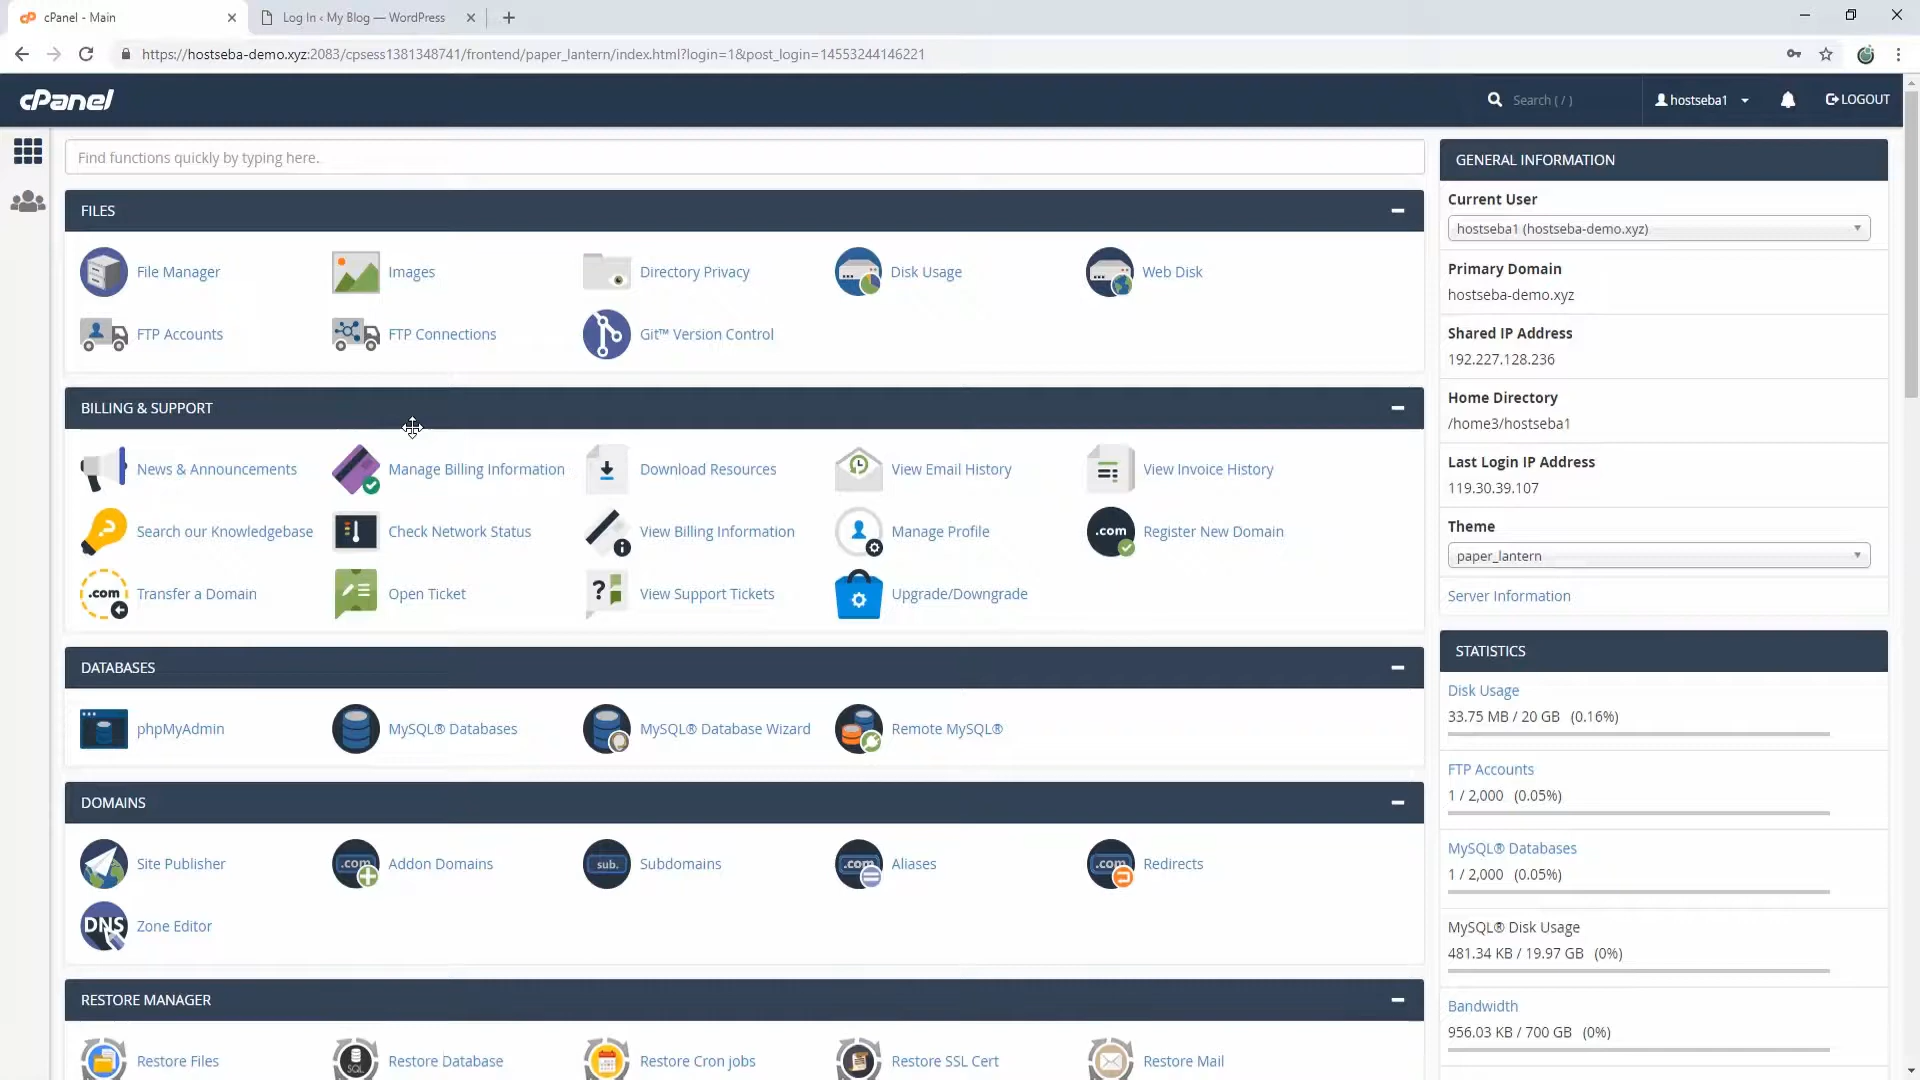 cPanel - Main
Log In ‹ My Blog — WordPress
https://hostseba-demo.xyz:2083/cpsess1381348741/frontend/paper_lantern/index.html?login=1&post_login=14553244146221
cPanel
Search ( / )
hostseba1
LOGOUT
Find functions quickly by typing here.
FILES
File Manager
Images
Directory Privacy
Disk Usage
Web Disk
FTP Accounts
FTP Connections
Git™ Version Control
BILLING & SUPPORT
News & Announcements
Manage Billing Information
Download Resources
View Email History
View Invoice History
Search our Knowledgebase
Check Network Status
View Billing Information
Manage Profile
.com
Register New Domain
.com
Transfer a Domain
Open Ticket
View Support Tickets
Upgrade/Downgrade
DATABASES
phpMyAdmin
MySQL® Databases
MySQL® Database Wizard
Remote MySQL®
DOMAINS
Site Publisher
.com
Addon Domains
sub.
Subdomains
.com
Aliases
.com
Redirects
DNS
Zone Editor
RESTORE MANAGER
Restore Files
SQL
Restore Database
Restore Cron jobs
Restore SSL Cert
Restore Mail
GENERAL INFORMATION
Current User
hostseba1 (hostseba-demo.xyz)
Primary Domain
hostseba-demo.xyz
Shared IP Address
192.227.128.236
Home Directory
/home3/hostseba1
Last Login IP Address
119.30.39.107
Theme
paper_lantern
Server Information
STATISTICS
Disk Usage
33.75 MB / 20 GB (0.16%)
FTP Accounts
1 / 2,000 (0.05%)
MySQL® Databases
1 / 2,000 (0.05%)
MySQL® Disk Usage
481.34 KB / 19.97 GB (0%)
Bandwidth
956.03 KB / 700 GB (0%)